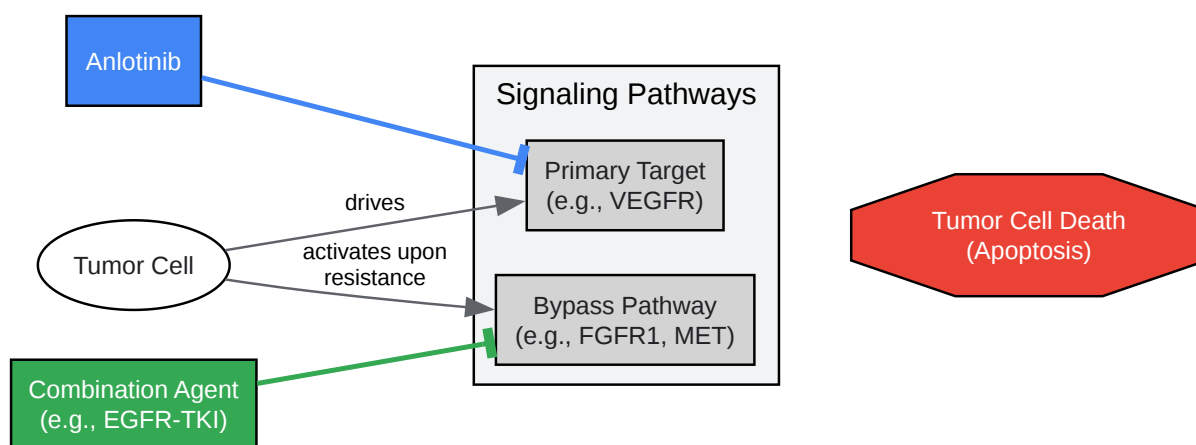 Anlotinib
Signaling Pathways
Primary Target
(e.g., VEGFR)
drives
Tumor Cell Death
(Apoptosis)
Tumor Cell
activates upon
resistance
Bypass Pathway
(e.g., FGFR1, MET)
Combination Agent
(e.g., EGFR-TKI)